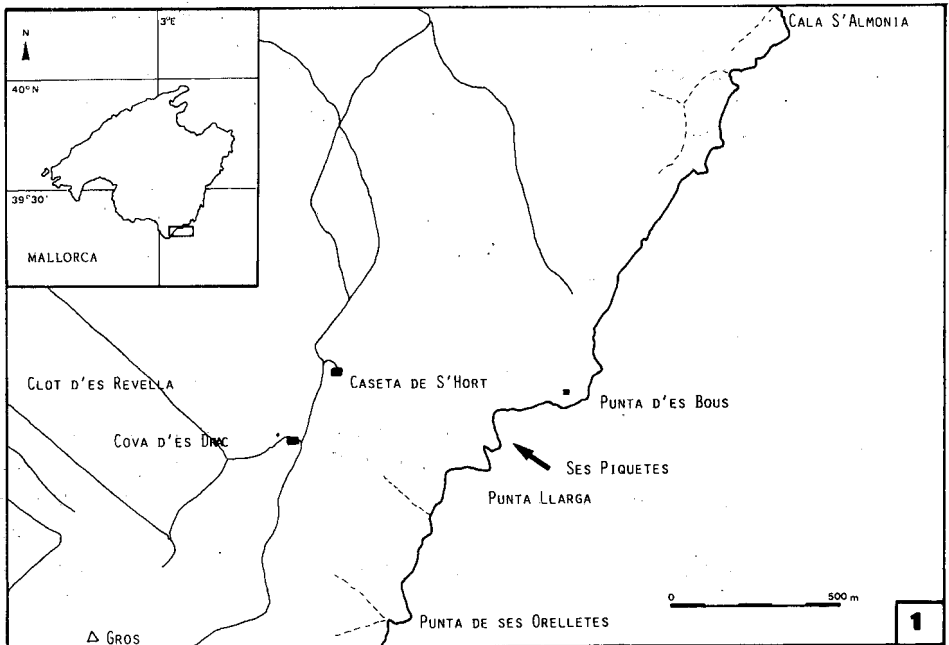 3°E
N
40°N
39°30'
MALLORCA
CALA S'ALMONIA
CLOT D'ES REVELLA
CASETA DE S'HORT
COVA D'ES DRAC
PUNTA D'ES BOUS
SES PIQUETES
PUNTA LLARGA
0 500 m
PUNTA DE SES ORELLETES
GROS
1